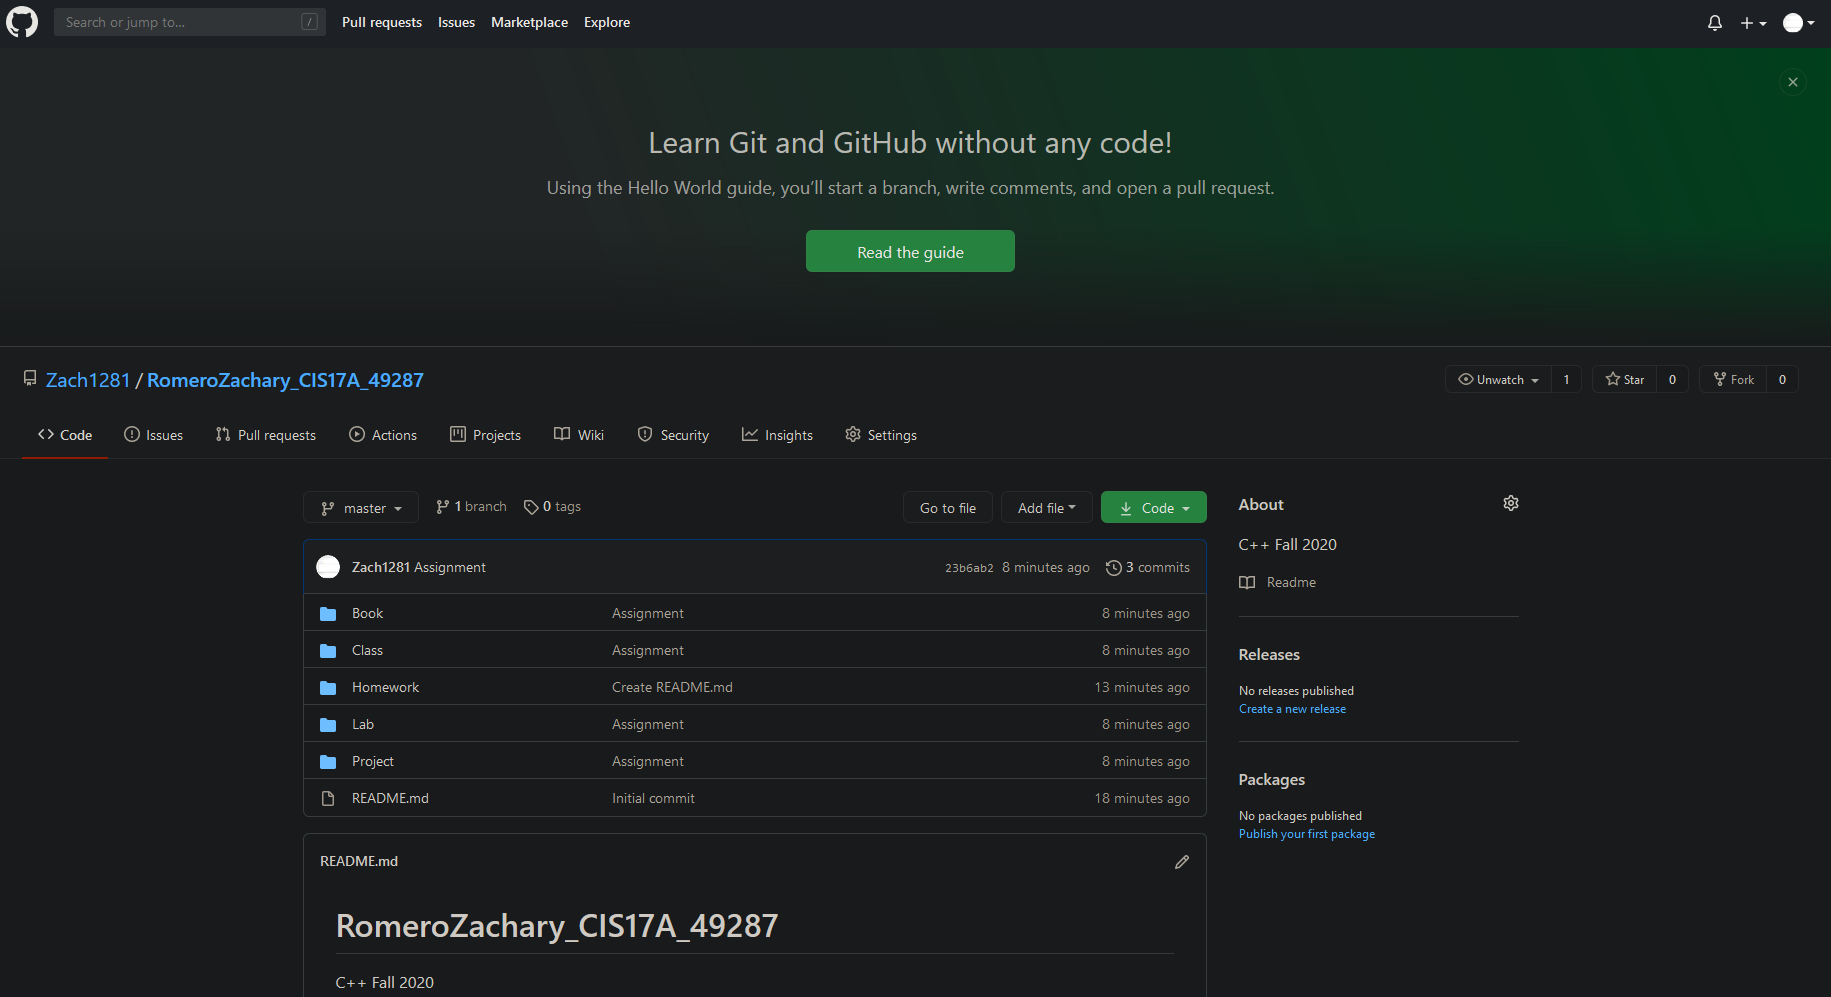 Search or jump to... /
Pull requests Issues Marketplace Explore
Learn Git and GitHub without any code!
Using the Hello World guide, you’ll start a branch, write comments, and open a pull request.
Read the guide
Zach1281 / RomeroZachary_CIS17A_49287
Unwatch 1 Star 0 Fork 0
Code Issues Pull requests Actions Projects Wiki Security Insights Settings
master 1 branch 0 tags Go to file Add file Code
Zach1281 Assignment 23b6ab2 8 minutes ago 3 commits
Book Assignment 8 minutes ago
Class Assignment 8 minutes ago
Homework Create README.md 13 minutes ago
Lab Assignment 8 minutes ago
Project Assignment 8 minutes ago
README.md Initial commit 18 minutes ago
README.md
RomeroZachary_CIS17A_49287
C++ Fall 2020
About
C++ Fall 2020
Readme
Releases
No releases published
Create a new release
Packages
No packages published
Publish your first package